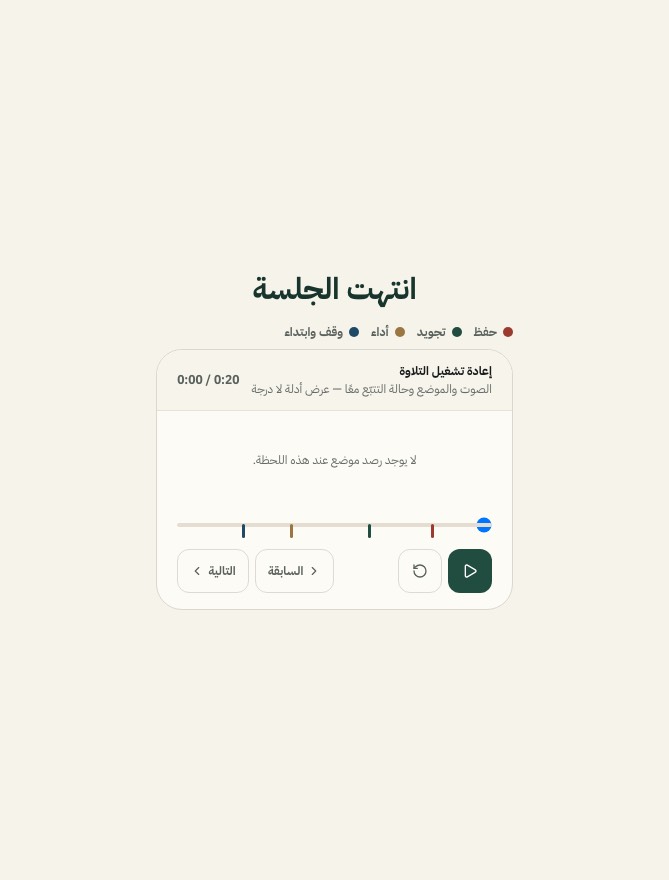 انتهت الجلسة
حفظ تجويد أداء وقف وابتداء
إعادة تشغيل التلاوة
الصوت والموضع وحالة التتبّع معًا — عرض أدلة لا درجة
0:00 / 0:20
لا يوجد رصد موضع عند هذه اللحظة.
السابقة
التالية